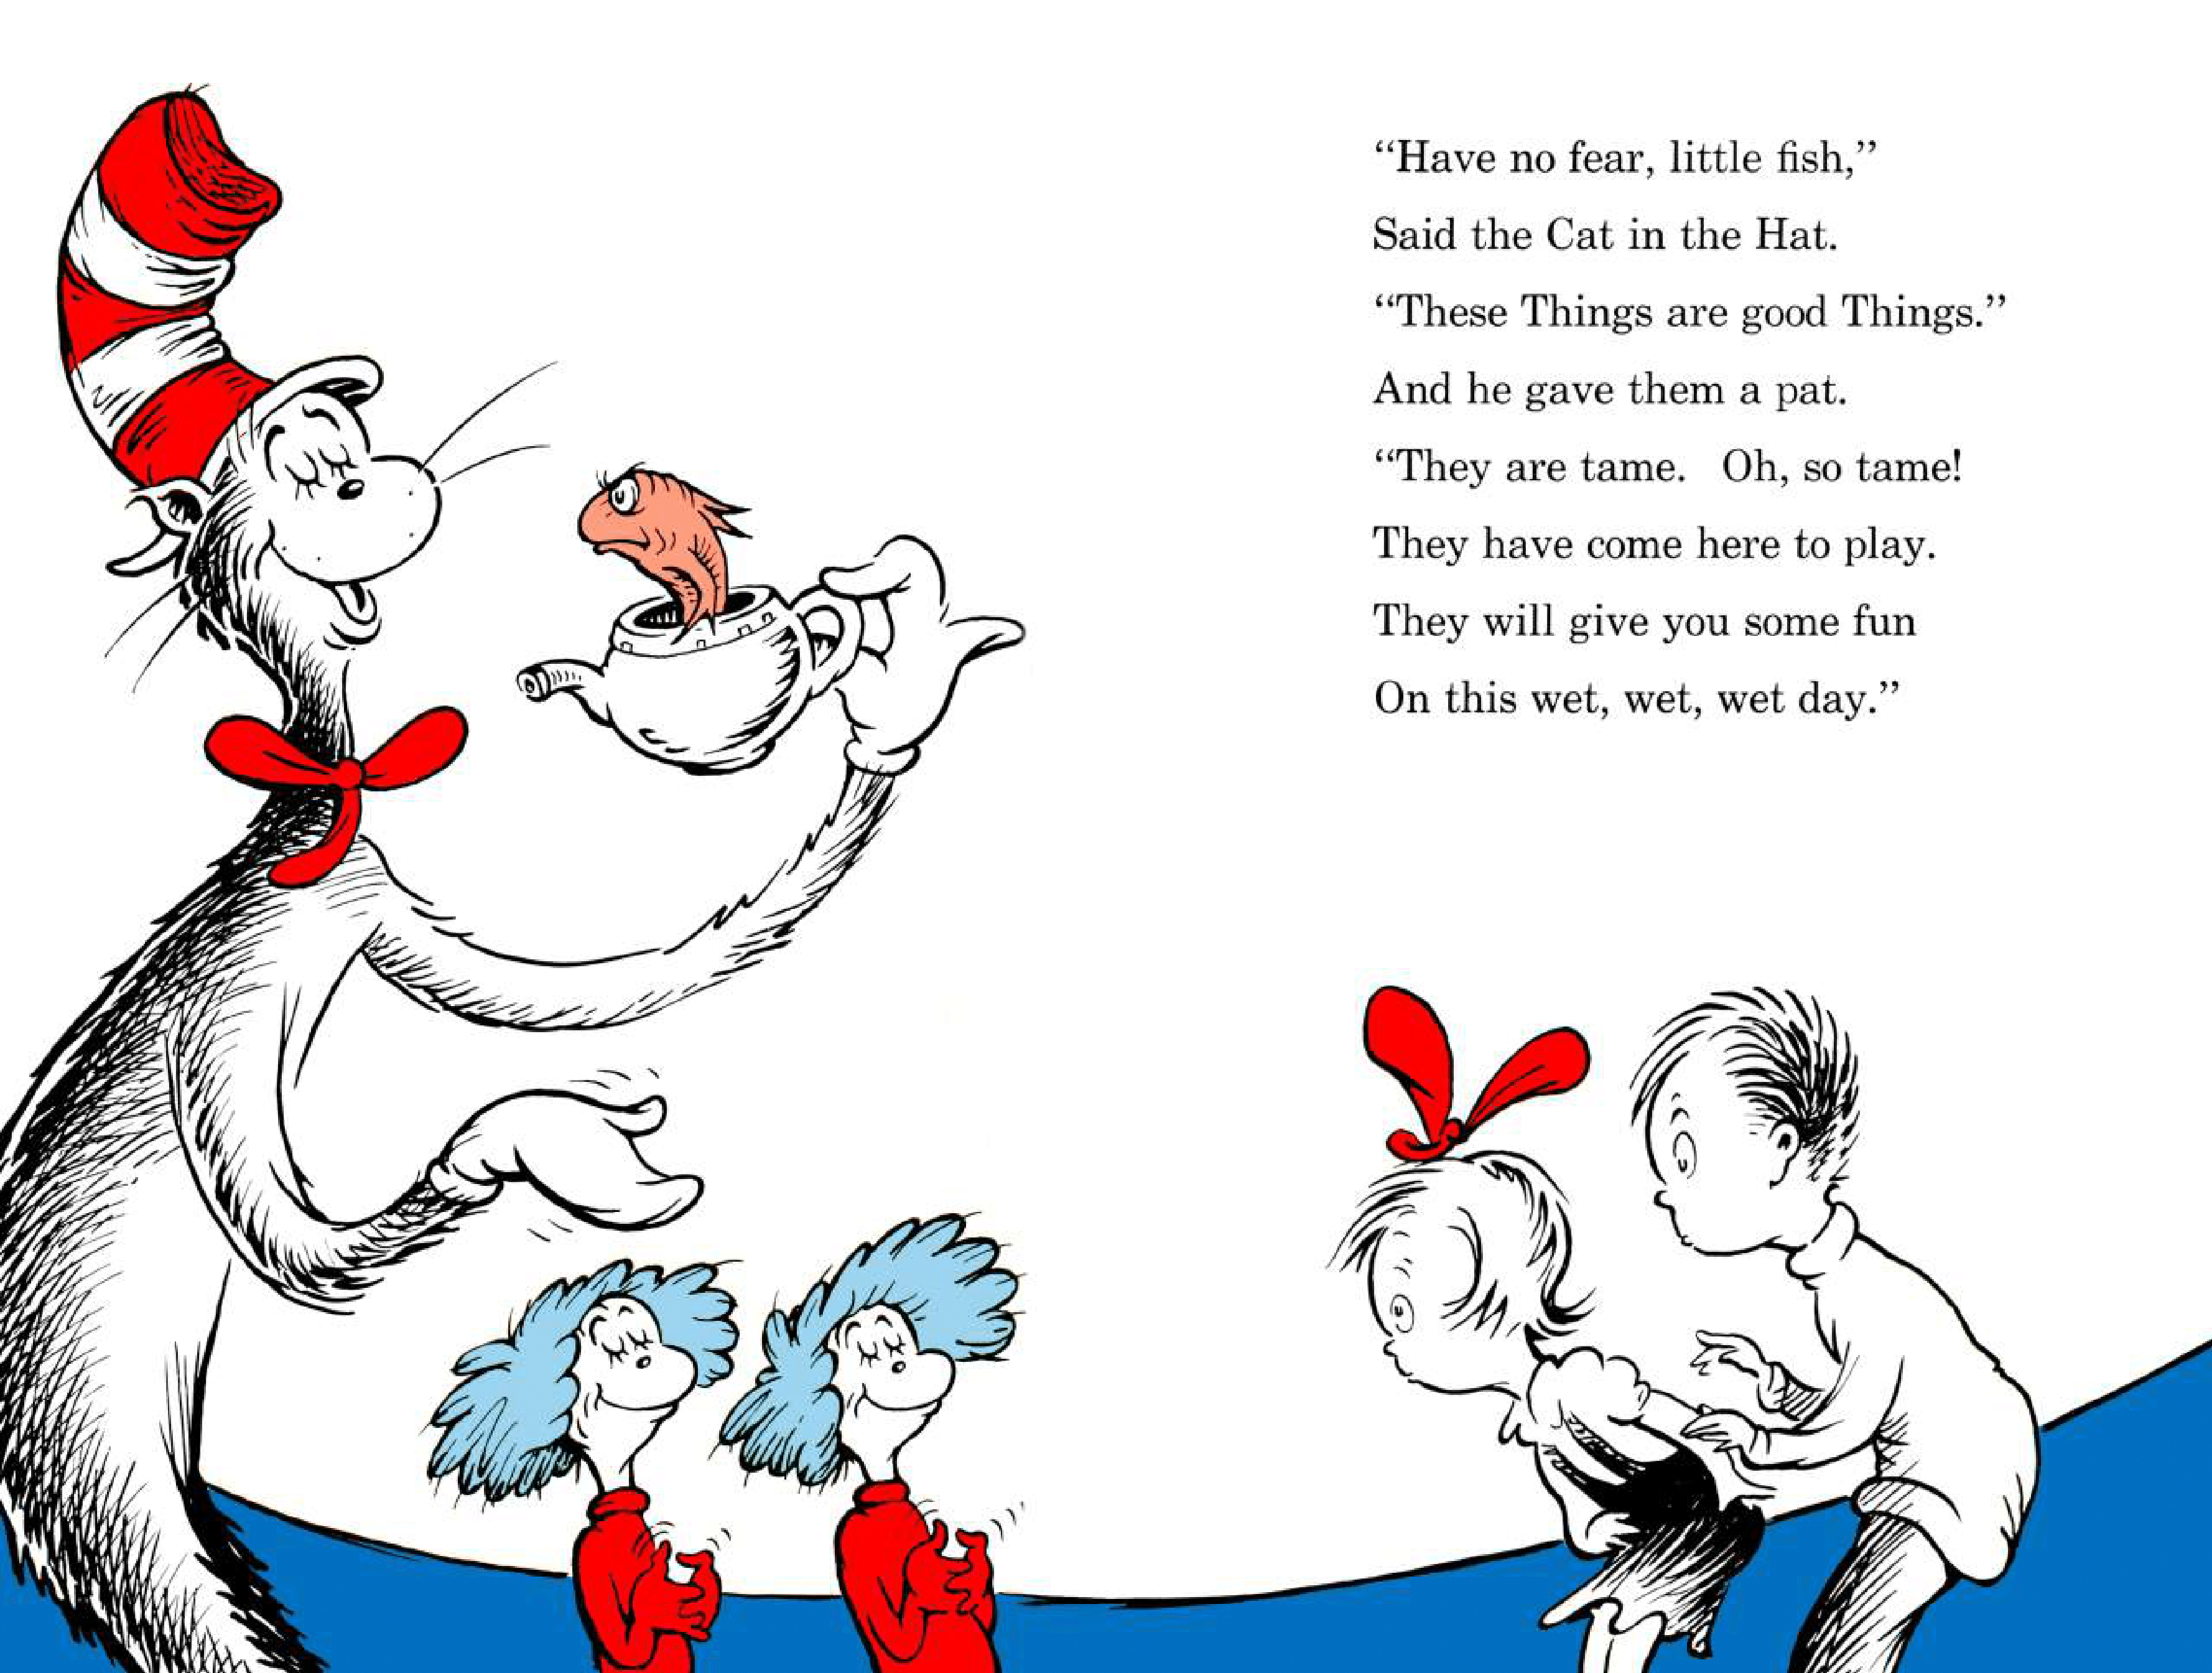 “Have no fear, little fish,”
Said the Cat in the Hat.
“These Things are good Things.”
And he gave them a pat.
“They are tame. Oh, so tame!
They have come here to play.
They will give you some fun
On this wet, wet, wet day.”